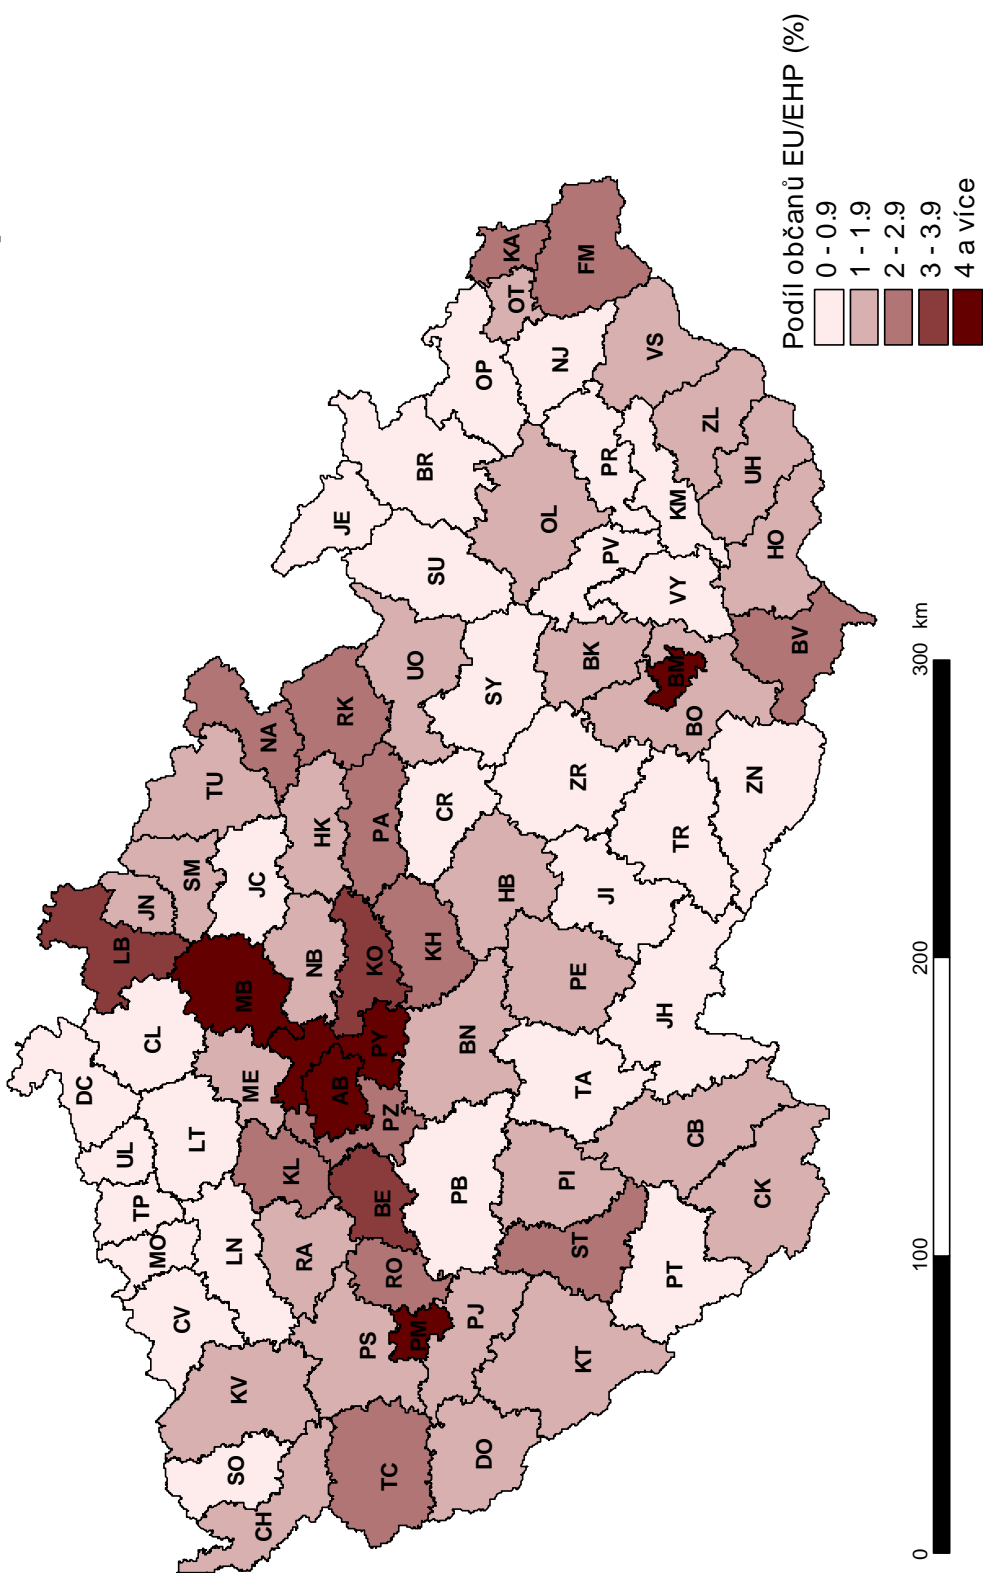 Podíl občanů EU/EHP (%)
0 - 0.9
1 - 1.9
2 - 2.9
3 - 3.9
4 a více
DC
LB
JN
CL
SM
TU
NA
UL
TP
MO
LT
MB
JC
CV
LN
ME
KV
SO
CH
KL
NB
HK
RK
RA
AB
KO
PA
UO
JE
BR
SU
PS
RO
BE
PZ
PY
KH
CR
TC
PM
PJ
DO
PB
BN
HB
SY
OP
KA
OT
OL
NJ
FM
KT
ST
PI
TA
PE
JI
ZR
BK
PV
PR
VS
PT
CB
JH
TR
BO
BM
VY
KM
ZL
CK
ZN
BV
HO
UH
0
100
200
300
km